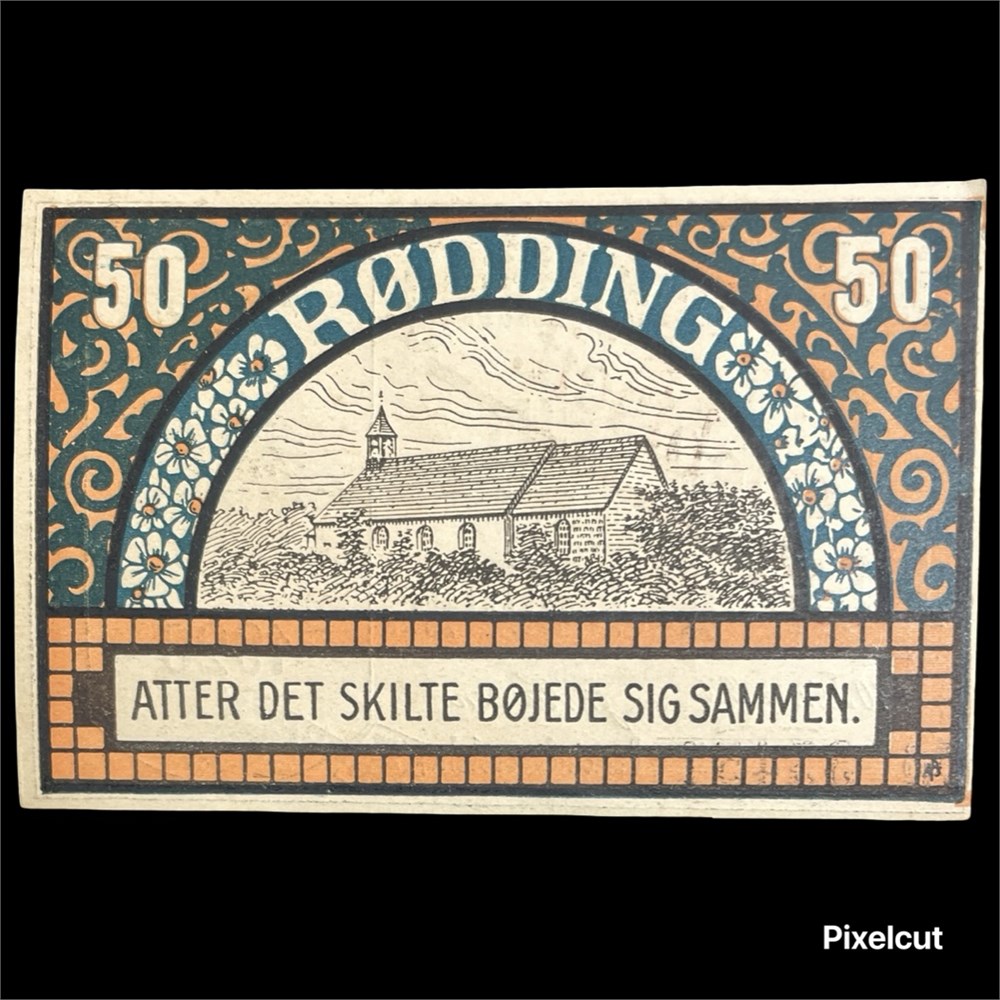 50 50
RØDDING
ATTER DET SKILTE BØJEDE SIG SAMMEN.
Pixelcut